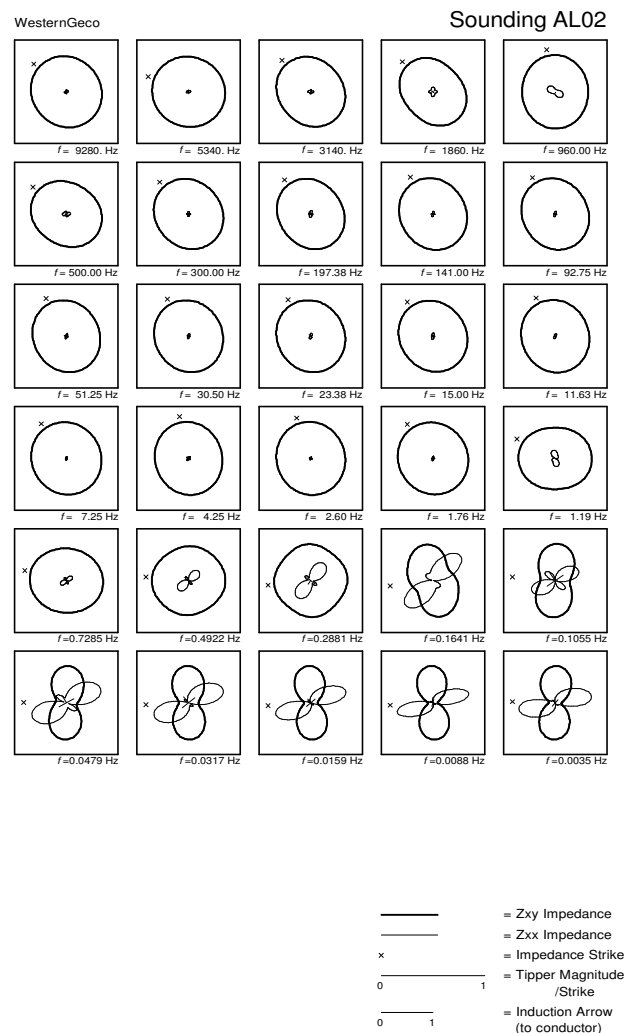 WesternGeco
Sounding AL02
f = 9280. Hz
f = 5340. Hz
f = 3140. Hz
f = 1860. Hz
f = 960.00 Hz
f = 500.00 Hz
f = 300.00 Hz
f = 197.38 Hz
f = 141.00 Hz
f = 92.75 Hz
f = 51.25 Hz
f = 30.50 Hz
f = 23.38 Hz
f = 15.00 Hz
f = 11.63 Hz
f = 7.25 Hz
f = 4.25 Hz
f = 2.60 Hz
f = 1.76 Hz
f = 1.19 Hz
f =0.7285 Hz
f =0.4922 Hz
f =0.2881 Hz
f =0.1641 Hz
f =0.1055 Hz
f =0.0479 Hz
f =0.0317 Hz
f =0.0159 Hz
f =0.0088 Hz
f =0.0035 Hz
= Zxy Impedance
= Zxx Impedance
× = Impedance Strike
= Tipper Magnitude
0 1 /Strike
= Induction Arrow
0 1 (to conductor)